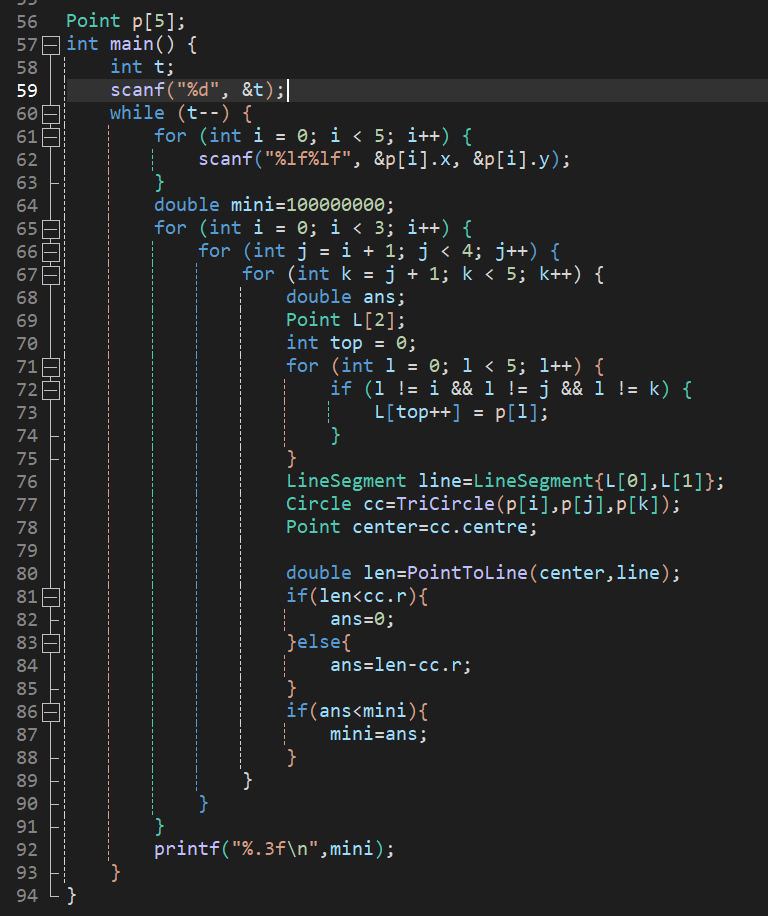 56 Point p[5];
57 int main() {
58     int t;
59     scanf("%d", &t);
60     while (t--) {
61         for (int i = 0; i < 5; i++) {
62             scanf("%lf%lf", &p[i].x, &p[i].y);
63         }
64         double mini=100000000;
65         for (int i = 0; i < 3; i++) {
66             for (int j = i + 1; j < 4; j++) {
67                 for (int k = j + 1; k < 5; k++) {
68                     double ans;
69                     Point L[2];
70                     int top = 0;
71                     for (int l = 0; l < 5; l++) {
72                         if (l != i && l != j && l != k) {
73                             L[top++] = p[l];
74                         }
75                     }
76                     LineSegment line=LineSegment{L[0],L[1]};
77                     Circle cc=TriCircle(p[i],p[j],p[k]);
78                     Point center=cc.centre;
79
80                     double len=PointToLine(center,line);
81                     if(len<cc.r){
82                         ans=0;
83                     }else{
84                         ans=len-cc.r;
85                     }
86                     if(ans<mini){
87                         mini=ans;
88                     }
89                 }
90             }
91         }
92         printf("%.3f\n",mini);
93     }
94 }